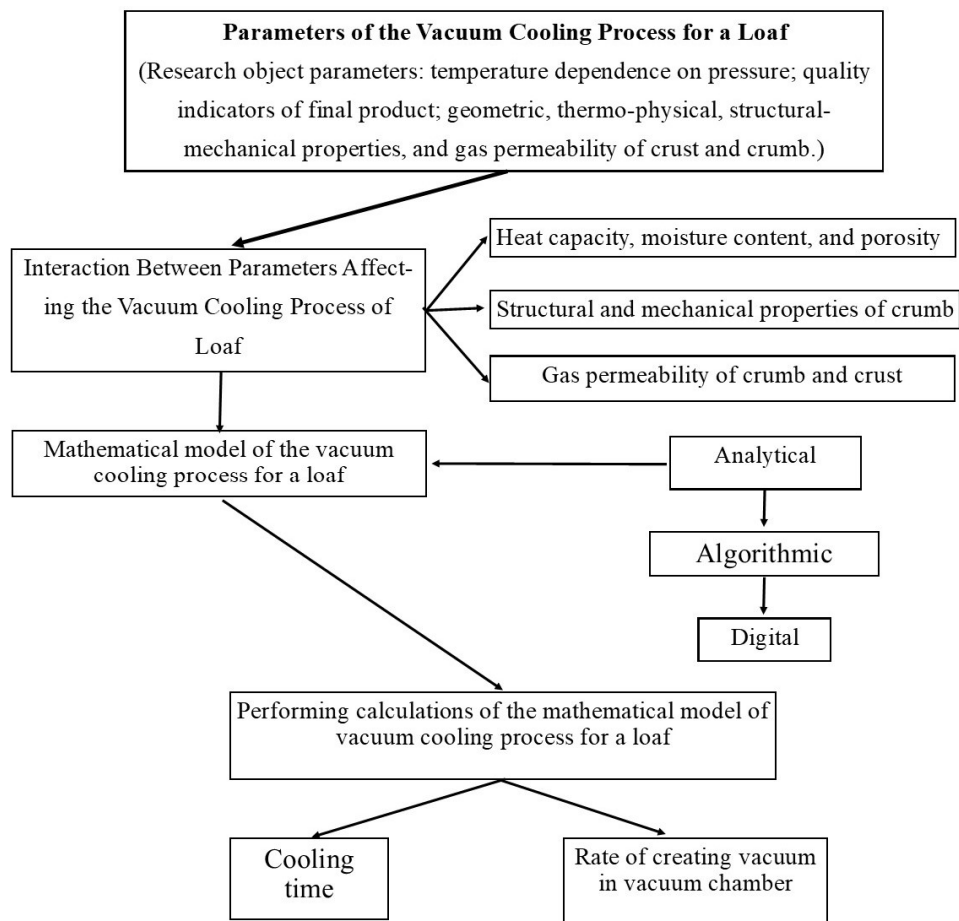 Parameters of the Vacuum Cooling Process for a Loaf
(Research object parameters: temperature dependence on pressure; quality
indicators of final product; geometric, thermo-physical, structural-
mechanical properties, and gas permeability of crust and crumb.)
Heat capacity, moisture content, and porosity
Interaction Between Parameters Affect-
ing the Vacuum Cooling Process of
Loaf
Structural and mechanical properties of crumb
Gas permeability of crumb and crust
Mathematical model of the vacuum
cooling process for a loaf
Analytical
Algorithmic
Digital
Performing calculations of the mathematical model of
vacuum cooling process for a loaf
Cooling
time
Rate of creating vacuum
in vacuum chamber